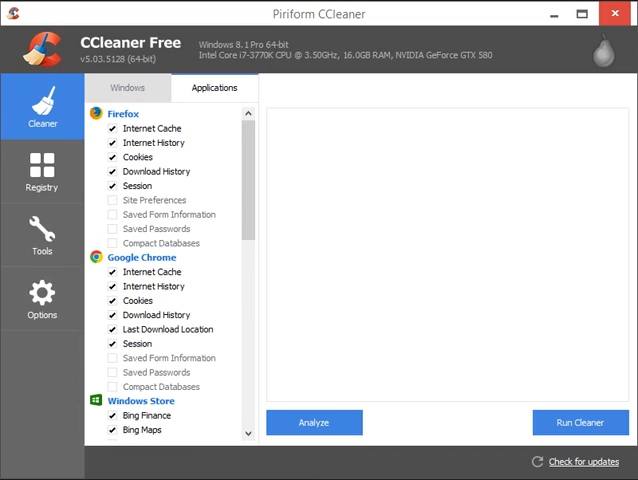 Piriform CCleaner
CCleaner Free
v5.03.5128 (64-bit)
Windows 8.1 Pro 64-bit
Intel Core i7-3770K CPU @ 3.50GHz, 16.0GB RAM, NVIDIA GeForce GTX 580
Cleaner
Registry
Tools
Options
Windows
Applications
Firefox
Internet Cache
Internet History
Cookies
Download History
Session
Site Preferences
Saved Form Information
Saved Passwords
Compact Databases
Google Chrome
Internet Cache
Internet History
Cookies
Download History
Last Download Location
Session
Saved Form Information
Saved Passwords
Compact Databases
Windows Store
Bing Finance
Bing Maps
Analyze
Run Cleaner
Check for updates